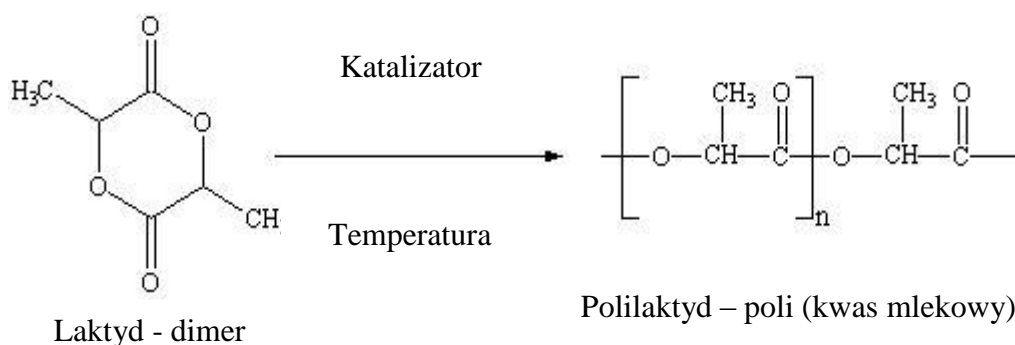 O
H₃C
O
O
CH
O
Katalizator
Temperatura
CH₃ O
O CH C
n
CH₃ O
O CH C
Laktyd - dimer
Polilaktyd – poli (kwas mlekowy)